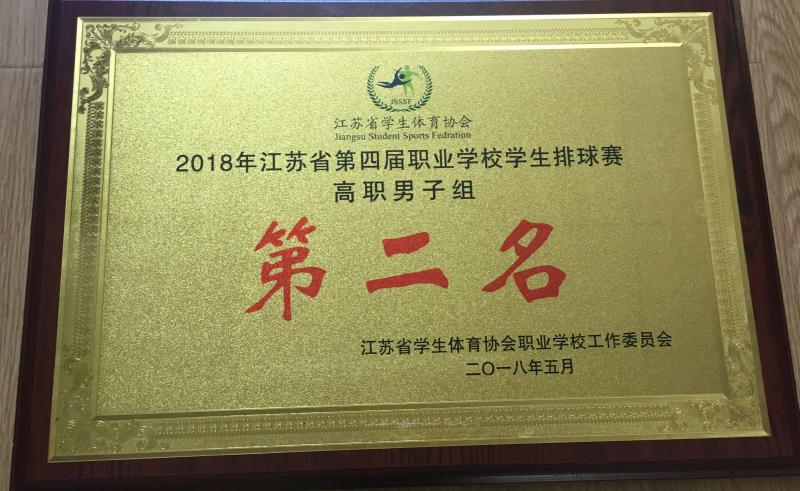 JSSSF
江苏省学生体育协会
Jiangsu Student Sports Fedration
2018年江苏省第四届职业学校学生排球赛
高职男子组
第二名
江苏省学生体育协会职业学校工作委员会
二〇一八年五月